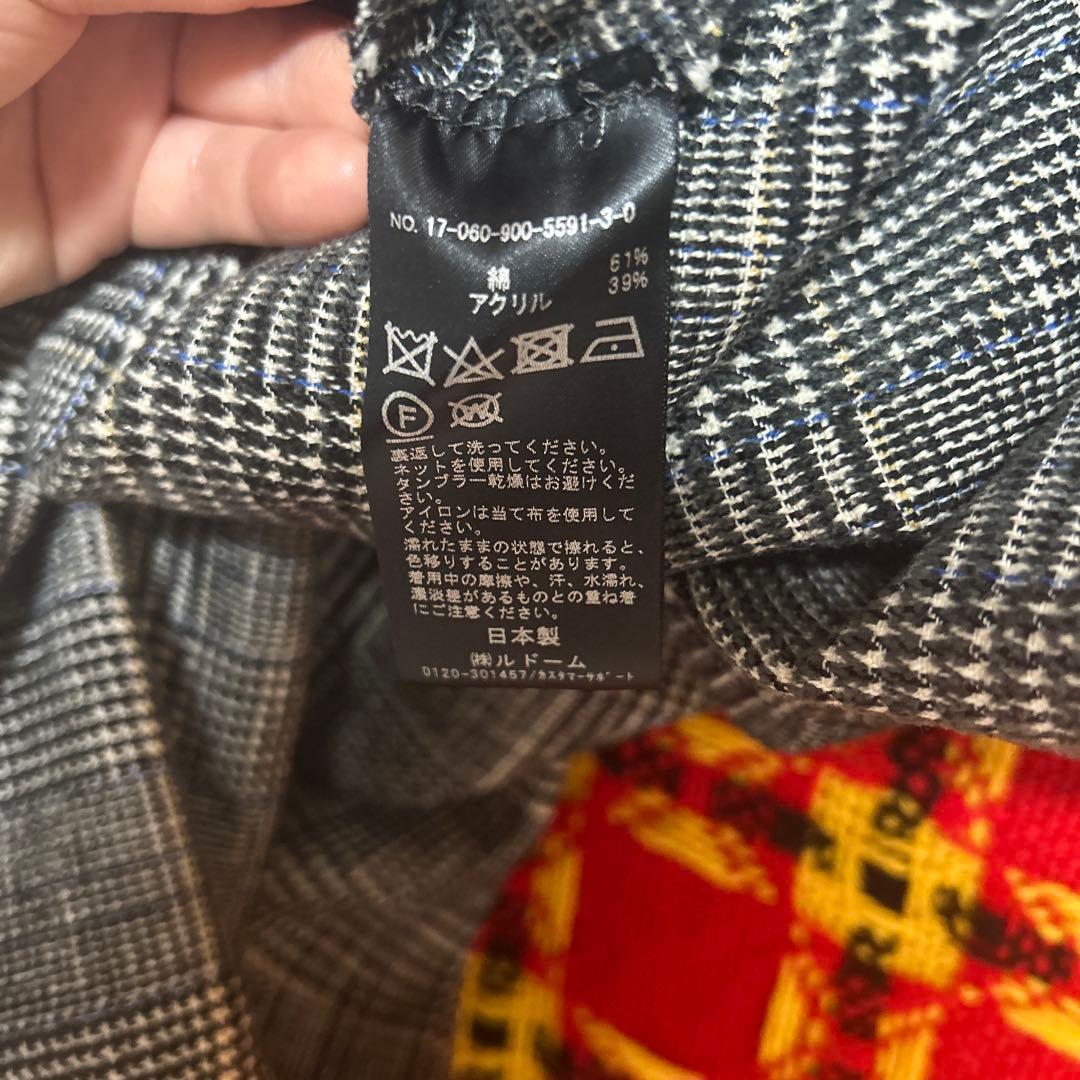 NO. 17-060-900-5591-3-0
綿 61%
アクリル 39%
F W
裏返して洗ってください。
ネットを使用してください。
タンブラー乾燥はお避けくだ
さい。
アイロンは当て布を使用して
ください。
濡れたままの状態で擦れると、
色移りすることがあります。
着用中の摩擦や、汗、水濡れ、
濃淡差があるものとの重ね着
にご注意ください。
日本製
㈱ルドーム
0120-301457/カスタマーサポート